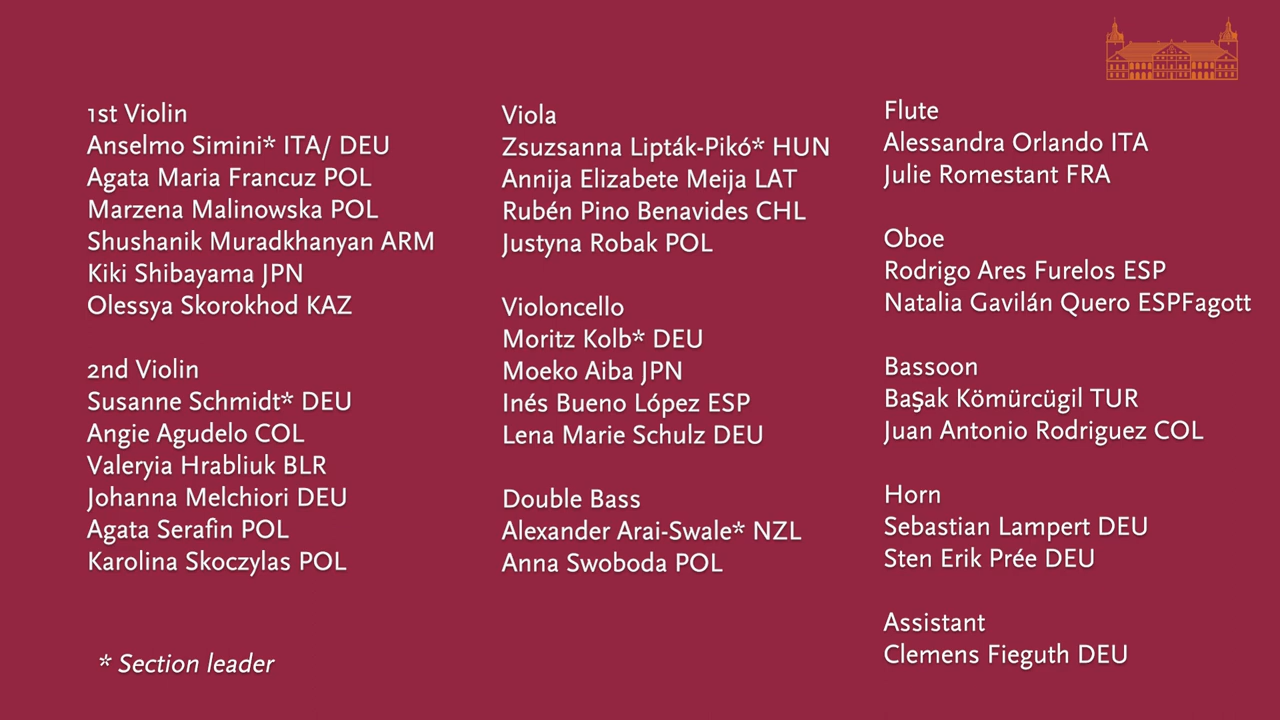 1st Violin
Anselmo Simini* ITA/ DEU
Agata Maria Francuz POL
Marzena Malinowska POL
Shushanik Muradkhanyan ARM
Kiki Shibayama JPN
Olessya Skorokhod KAZ
2nd Violin
Susanne Schmidt* DEU
Angie Agudelo COL
Valeryia Hrabliuk BLR
Johanna Melchiori DEU
Agata Serafin POL
Karolina Skoczylas POL
* Section leader
Viola
Zsuzsanna Lipták-Pikó* HUN
Annija Elizabete Meija LAT
Rubén Pino Benavides CHL
Justyna Robak POL
Violoncello
Moritz Kolb* DEU
Moeko Aiba JPN
Inés Bueno López ESP
Lena Marie Schulz DEU
Double Bass
Alexander Arai-Swale* NZL
Anna Swoboda POL
Flute
Alessandra Orlando ITA
Julie Romestant FRA
Oboe
Rodrigo Ares Furelos ESP
Natalia Gavilán Quero ESPFagott
Bassoon
Başak Kömürcügil TUR
Juan Antonio Rodriguez COL
Horn
Sebastian Lampert DEU
Sten Erik Prée DEU
Assistant
Clemens Fieguth DEU